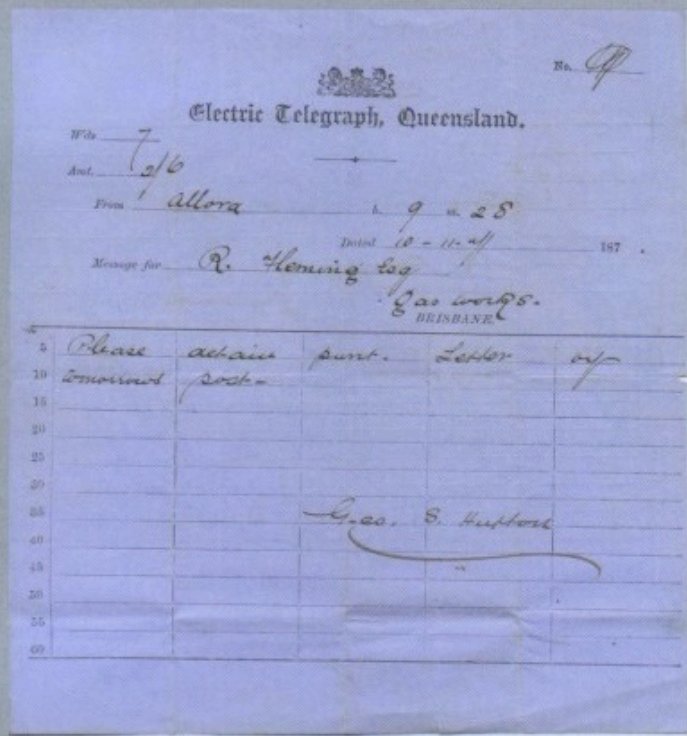 No.
Electric Telegraph, Queensland.
Wds 7
Amt. 2/6
From Allora h. 9 m. 28
Dated 10-11- 187 .
Message for R. Fleming Esq
Gas works.
BRISBANE.
5 Please detain punt. Letter by
10 tomorrows post-
15
20
25
30
35 Geo. S. Hutton
40
45
50
55
60